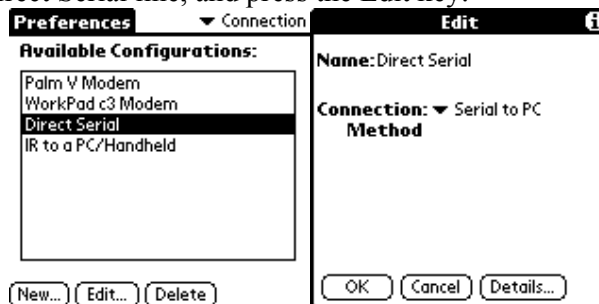 rect Serial line, and press the Edit key.
Preferences Connection
Available Configurations:
Palm V Modem
WorkPad c3 Modem
Direct Serial
IR to a PC/Handheld
New... Edit... Delete
Edit i
Name: Direct Serial
Connection: Serial to PC
Method
OK Cancel Details...